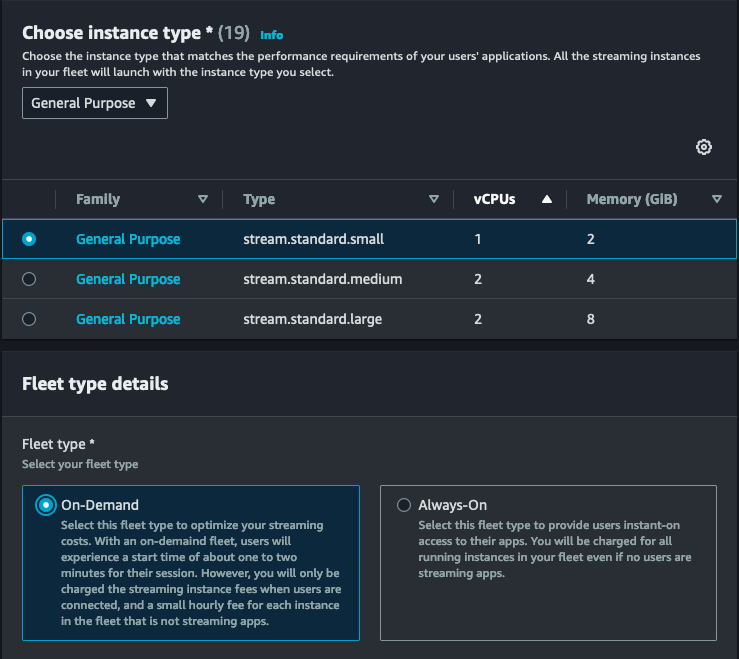 Choose instance type * (19) Info
Choose the instance type that matches the performance requirements of your users' applications. All the streaming instances
in your fleet will launch with the instance type you select.
General Purpose
Family Type vCPUs Memory (GiB)
General Purpose stream.standard.small 1 2
General Purpose stream.standard.medium 2 4
General Purpose stream.standard.large 2 8
Fleet type details
Fleet type *
Select your fleet type
On-Demand
Select this fleet type to optimize your streaming
costs. With an on-demaind fleet, users will
experience a start time of about one to two
minutes for their session. However, you will only be
charged the streaming instance fees when users are
connected, and a small hourly fee for each instance
in the fleet that is not streaming apps.
Always-On
Select this fleet type to provide users instant-on
access to their apps. You will be charged for all
running instances in your fleet even if no users are
streaming apps.